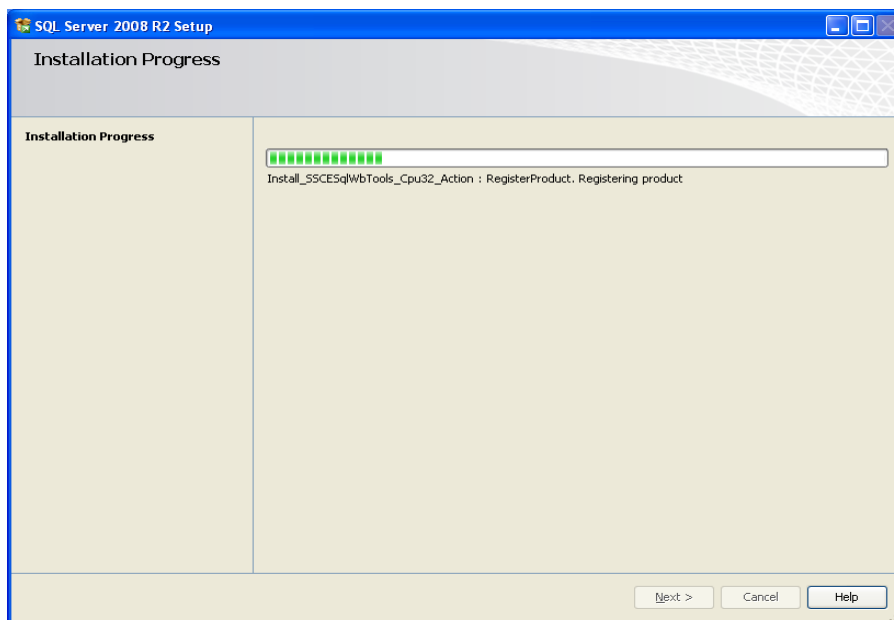 SQL Server 2008 R2 Setup
Installation Progress
Installation Progress
Install_SSCESqlWbTools_Cpu32_Action : RegisterProduct. Registering product
Next >
Cancel
Help